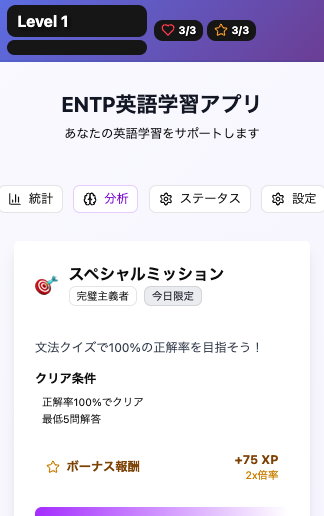 Level 1
3/3
3/3
ENTP英語学習アプリ
あなたの英語学習をサポートします
統計
分析
ステータス
設定
スペシャルミッション
完璧主義者
今日限定
文法クイズで100%の正解率を目指そう！
クリア条件
正解率100%でクリア
最低5問解答
ボーナス報酬
+75 XP
2x倍率